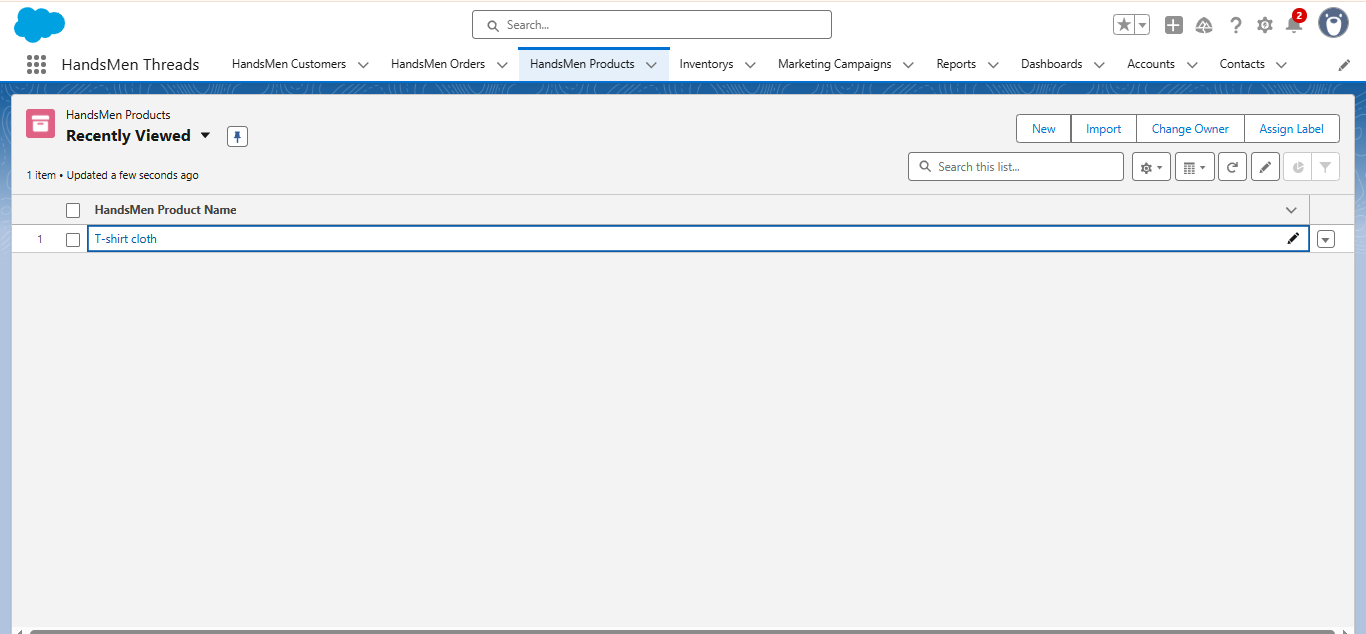 Search...
2
HandsMen Threads
HandsMen Customers
HandsMen Orders
HandsMen Products
Inventorys
Marketing Campaigns
Reports
Dashboards
Accounts
Contacts
HandsMen Products
Recently Viewed
New
Import
Change Owner
Assign Label
1 item • Updated a few seconds ago
Search this list...
HandsMen Product Name
1
T-shirt cloth